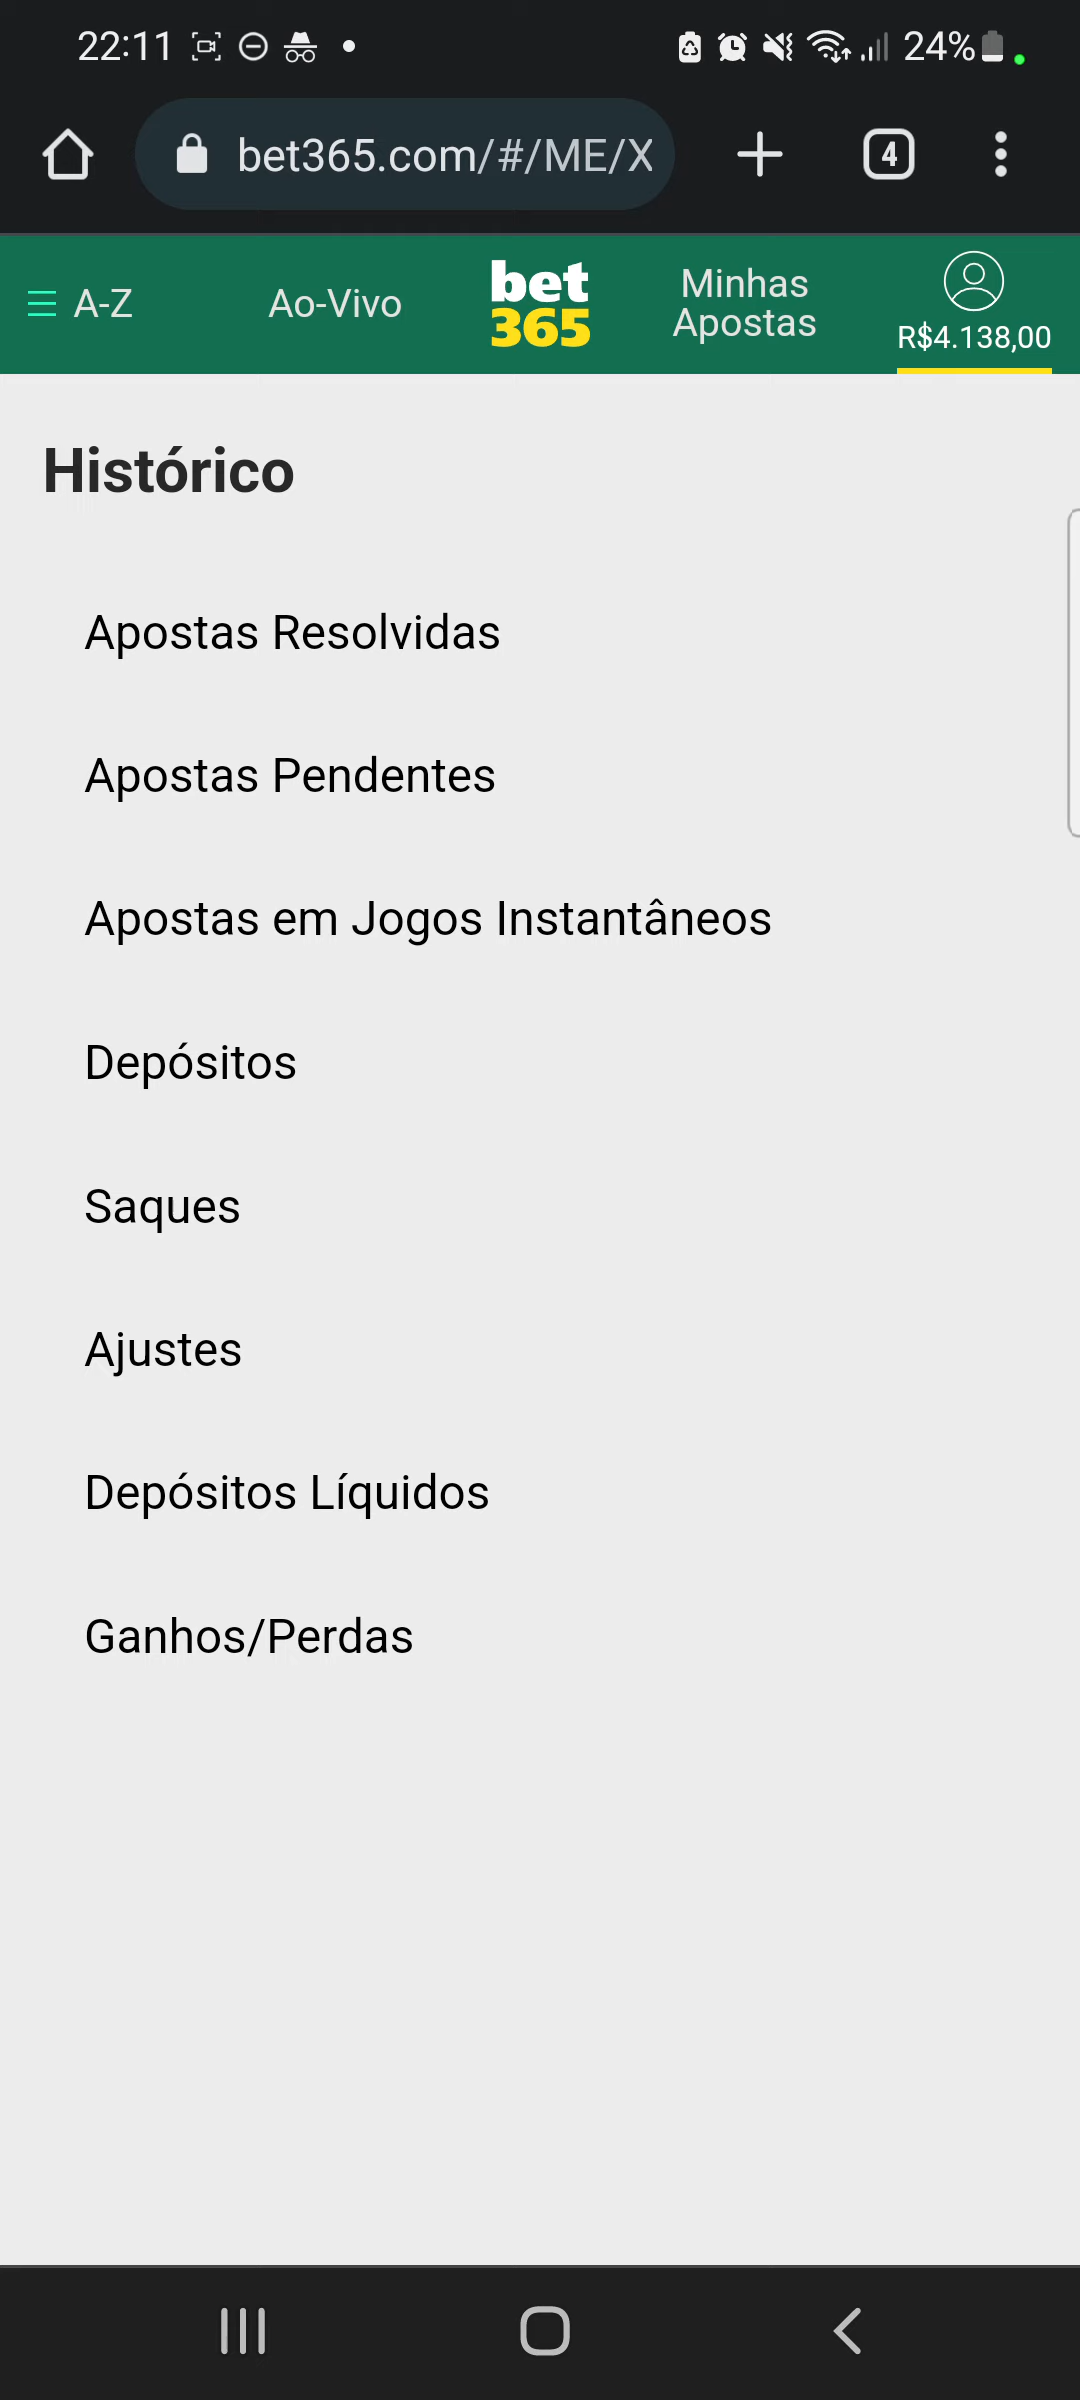 22:11
24%
bet365.com/#/ME/X
4
A-Z
Ao-Vivo
bet
365
Minhas
Apostas
R$4.138,00
Histórico
Apostas Resolvidas
Apostas Pendentes
Apostas em Jogos Instantâneos
Depósitos
Saques
Ajustes
Depósitos Líquidos
Ganhos/Perdas